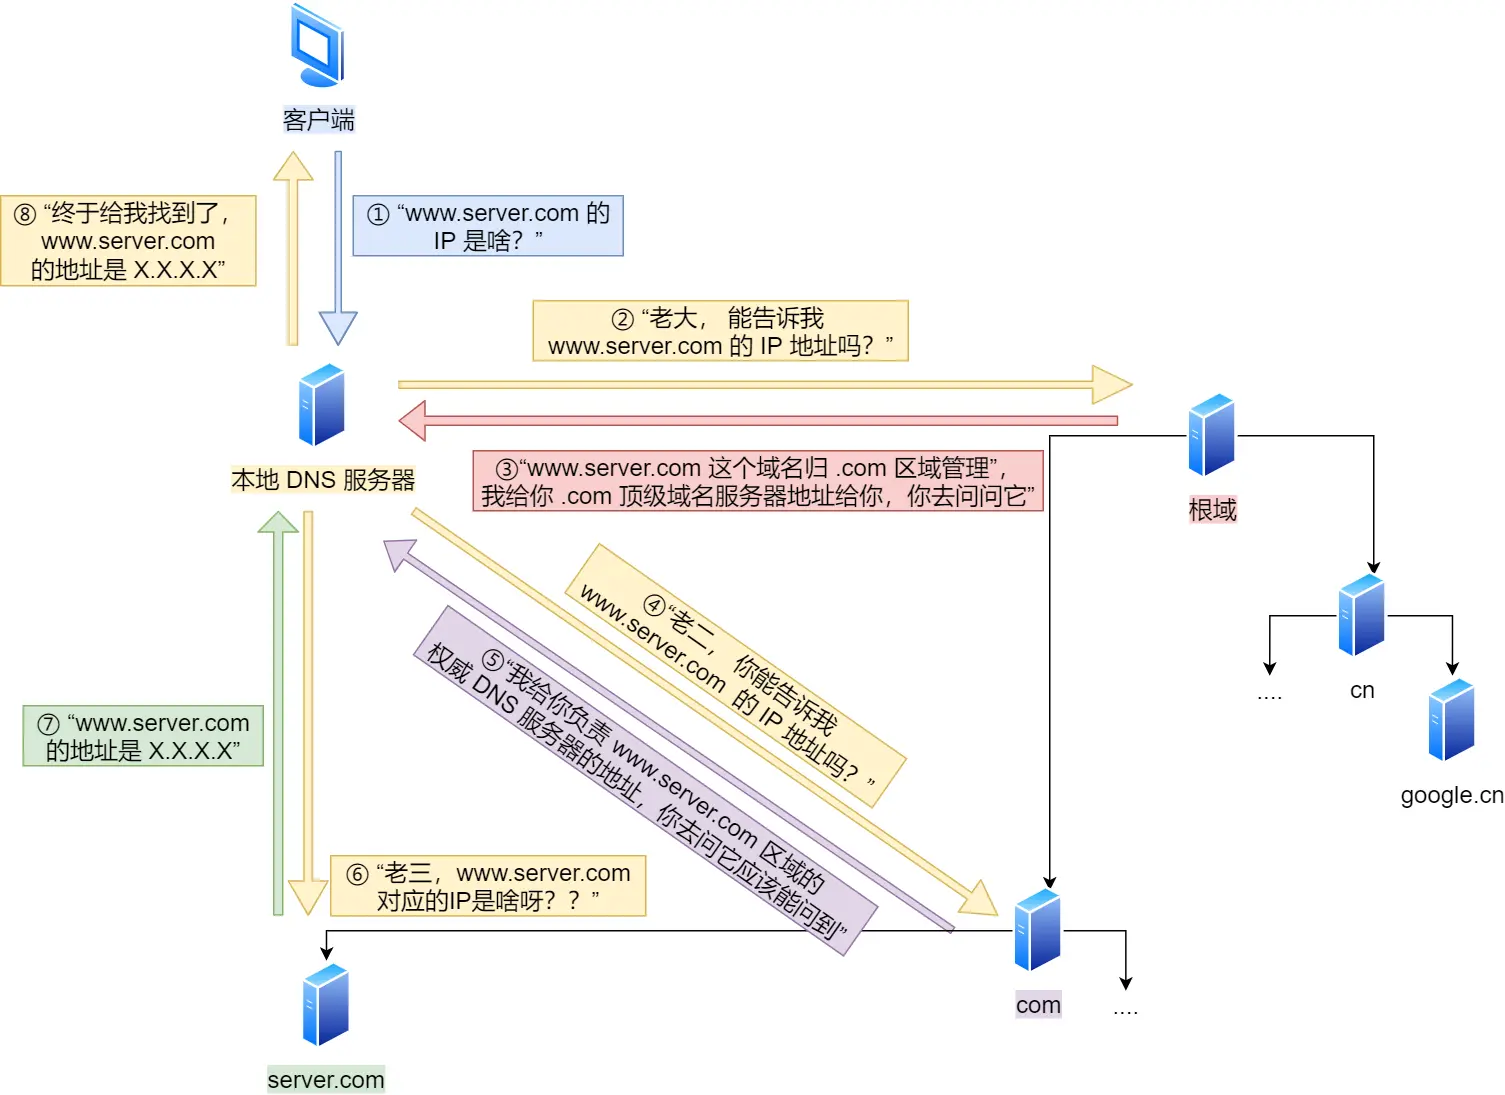 客户端
⑧ “终于给我找到了，
www.server.com
的地址是 X.X.X.X”
① “www.server.com 的
IP 是啥？”
② “老大， 能告诉我
www.server.com 的 IP 地址吗？”
本地 DNS 服务器
③“www.server.com 这个域名归 .com 区域管理”，
我给你 .com 顶级域名服务器地址给你，你去问问它”
根域
④“老二， 你能告诉我
www.server.com 的 IP 地址吗？”
⑤“我给你负责 www.server.com 区域的
权威 DNS 服务器的地址，你去问它应该能问到”
....
cn
google.cn
⑦ “www.server.com
的地址是 X.X.X.X”
⑥ “老三，www.server.com
对应的IP是啥呀？？”
com
....
server.com